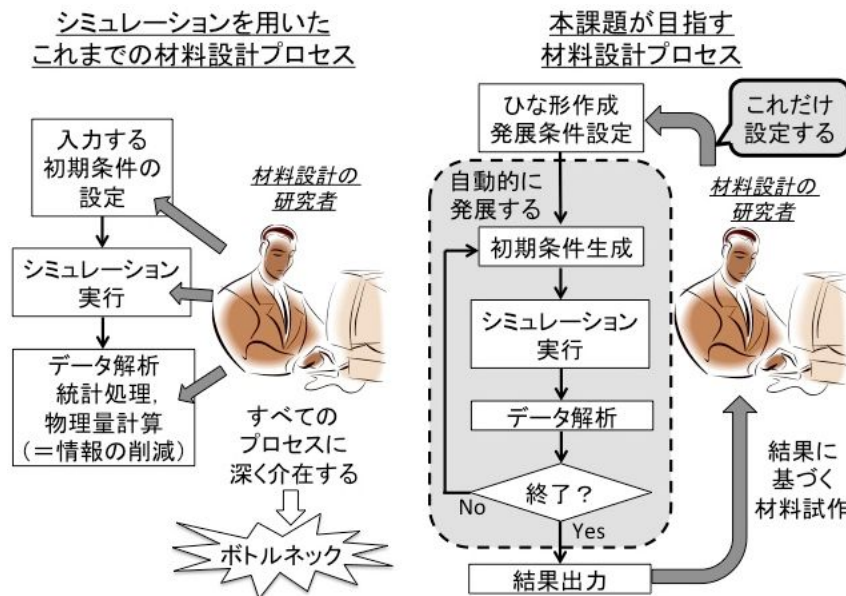 シミュレーションを用いた
これまでの材料設計プロセス
入力する
初期条件の
設定
材料設計の
研究者
シミュレーション
実行
データ解析
統計処理,
物理量計算
(=情報の削減)
すべての
プロセスに
深く介在する
ボトルネック
本課題が目指す
材料設計プロセス
ひな形作成
発展条件設定
これだけ
設定する
自動的に
発展する
材料設計の
研究者
初期条件生成
シミュレーション
実行
データ解析
終了？
No
Yes
結果出力
結果に
基づく
材料試作